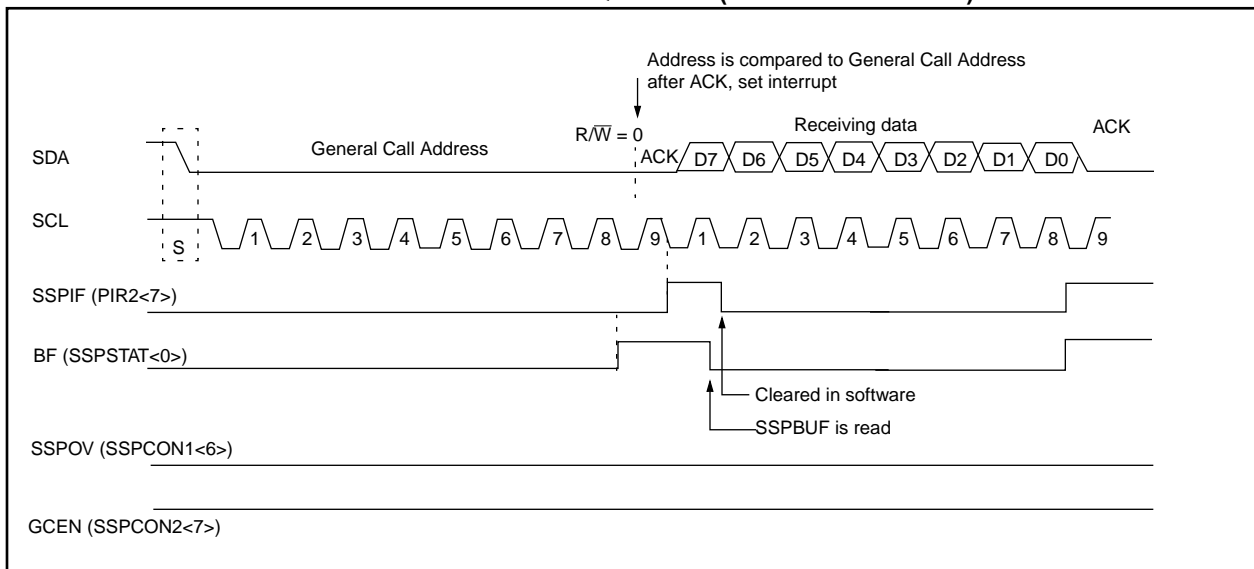 Address is compared to General Call Address
after ACK, set interrupt
R/W̅ = 0
Receiving data
ACK
SDA
General Call Address
ACK
D7 D6 D5 D4 D3 D2 D1 D0
SCL
S
1 2 3 4 5 6 7 8 9 1 2 3 4 5 6 7 8 9
SSPIF (PIR2<7>)
BF (SSPSTAT<0>)
Cleared in software
SSPBUF is read
SSPOV (SSPCON1<6>)
GCEN (SSPCON2<7>)